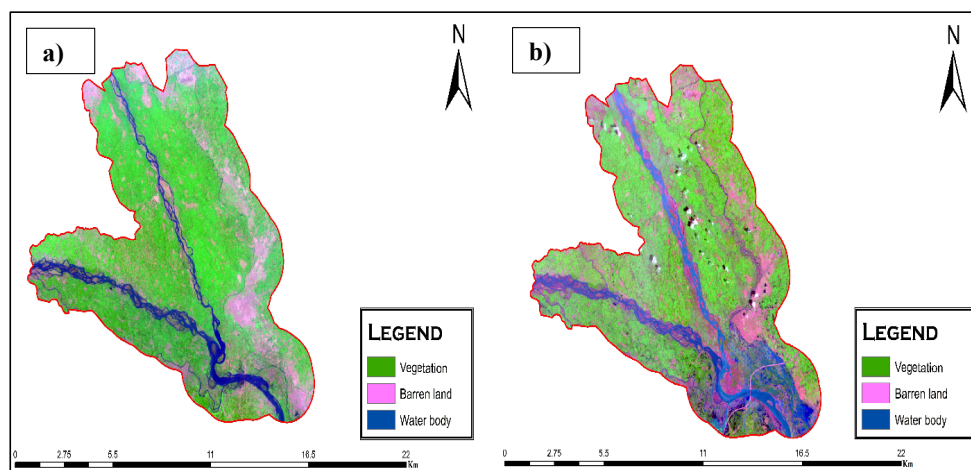 a)
N
LEGEND
Vegetation
Barren land
Water body
0 2.75 5.5 11 16.5 22
Km
b)
N
LEGEND
Vegetation
Barren land
Water body
0 2.75 5.5 11 16.5 22
Km